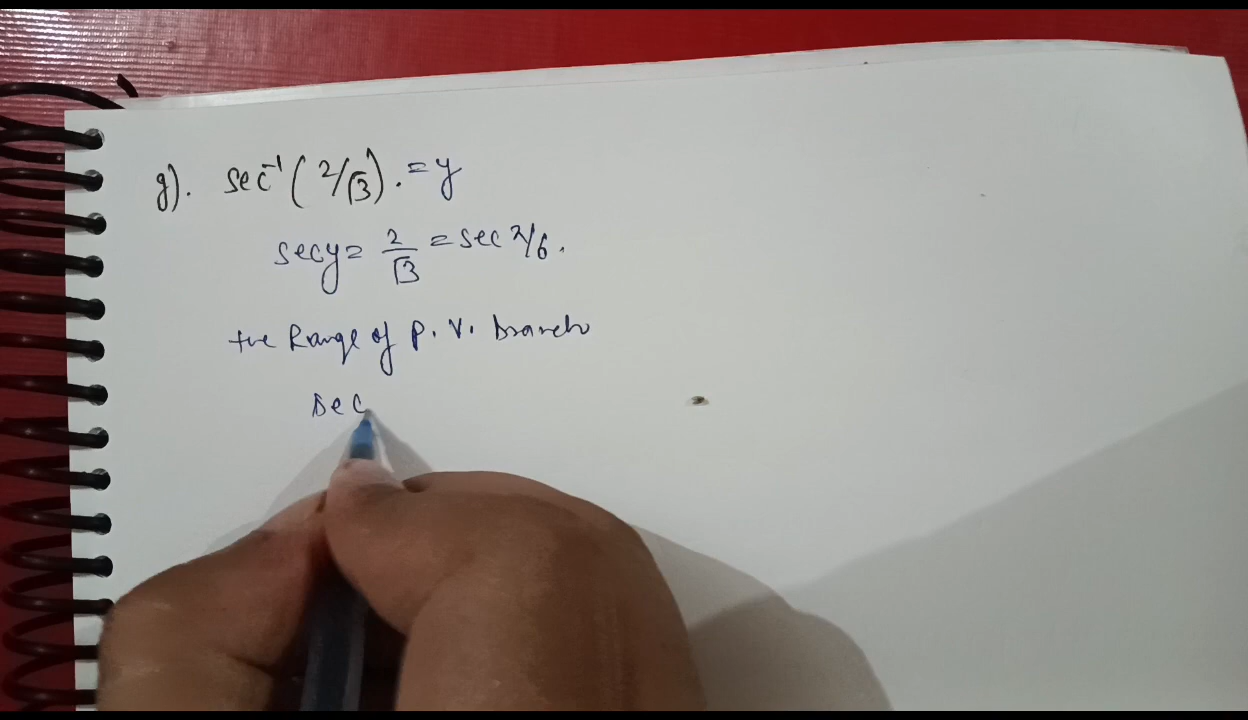 g). sec⁻¹(2/√3). = y
secy = 2/√3 = sec π/6.
the Range of P. V. branch
sec